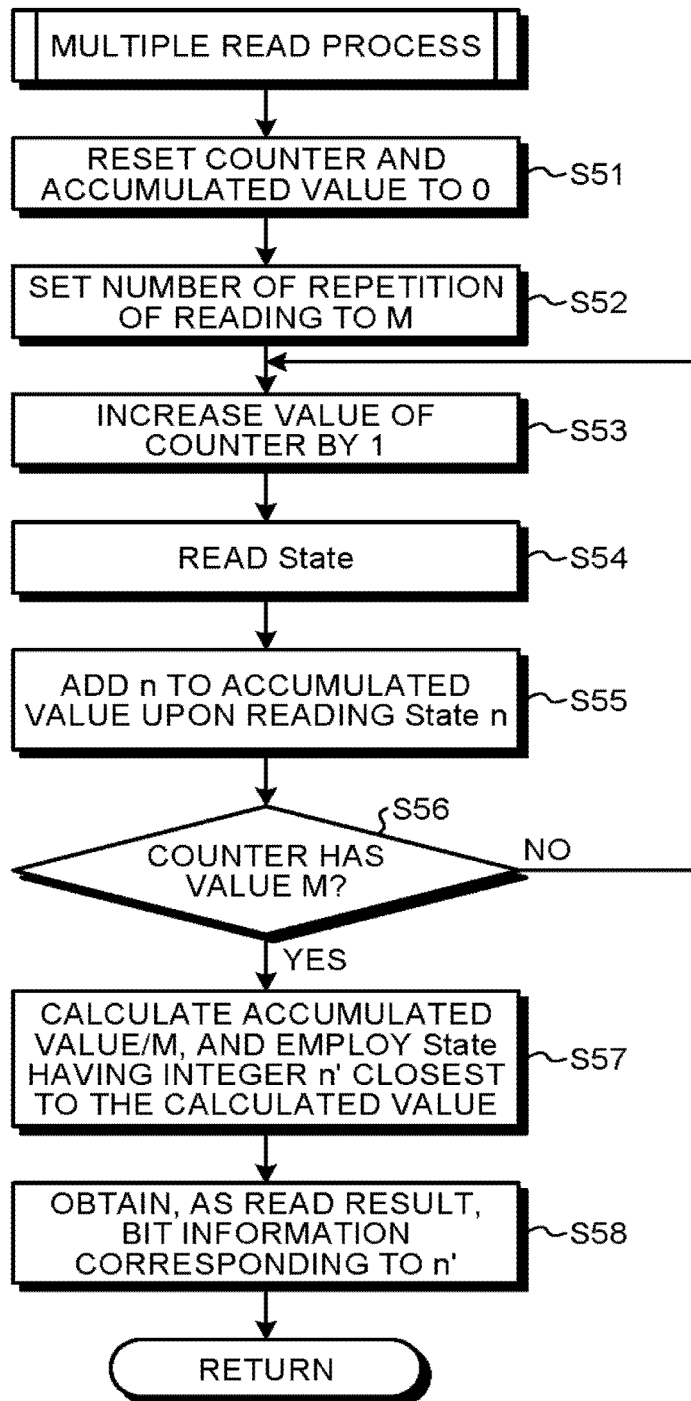 MULTIPLE READ PROCESS
RESET COUNTER AND
ACCUMULATED VALUE TO 0
S51
SET NUMBER OF REPETITION
OF READING TO M
S52
INCREASE VALUE OF
COUNTER BY 1
S53
READ State
S54
ADD n TO ACCUMULATED
VALUE UPON READING State n
S55
S56
COUNTER HAS
VALUE M?
NO
YES
CALCULATE ACCUMULATED
VALUE/M, AND EMPLOY State
HAVING INTEGER n' CLOSEST
TO THE CALCULATED VALUE
S57
OBTAIN, AS READ RESULT,
BIT INFORMATION
CORRESPONDING TO n'
S58
RETURN